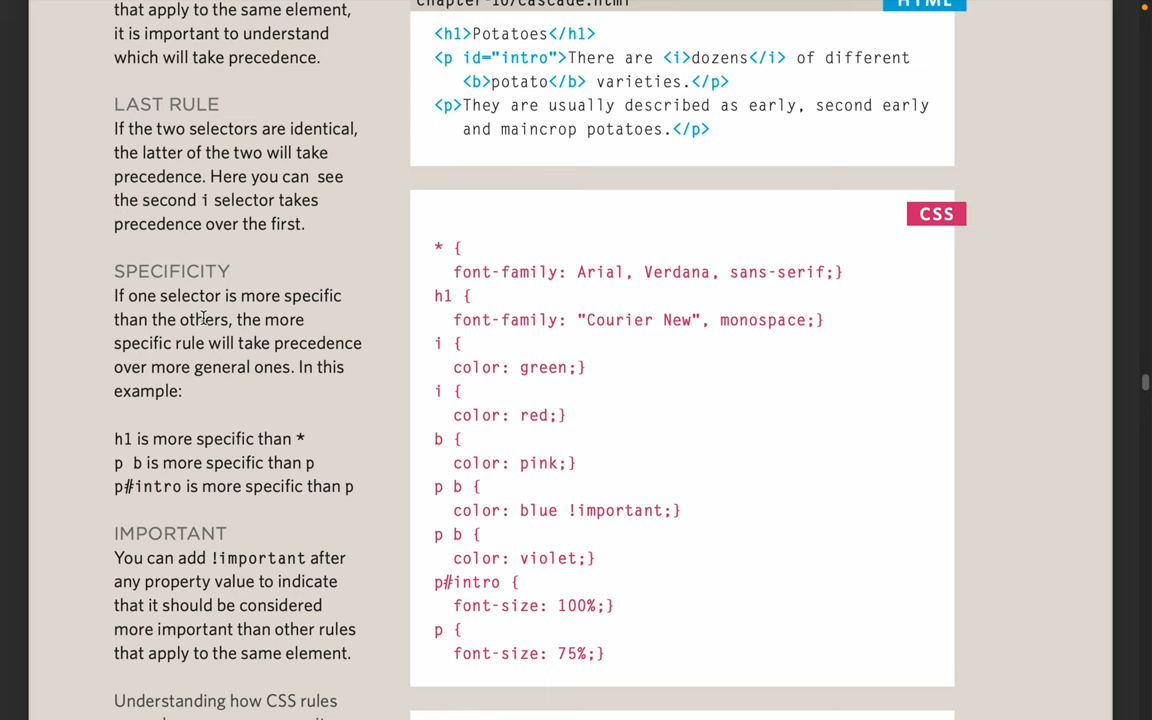 that apply to the same element,
it is important to understand
which will take precedence.
LAST RULE
If the two selectors are identical,
the latter of the two will take
precedence. Here you can see
the second i selector takes
precedence over the first.
SPECIFICITY
If one selector is more specific
than the others, the more
specific rule will take precedence
over more general ones. In this
example:
h1 is more specific than *
p b is more specific than p
p#intro is more specific than p
IMPORTANT
You can add !important after
any property value to indicate
that it should be considered
more important than other rules
that apply to the same element.
Understanding how CSS rules
chapter-10/cascade.html
HTML
<h1>Potatoes</h1>
<p id="intro">There are <i>dozens</i> of different
<b>potato</b> varieties.</p>
<p>They are usually described as early, second early
and maincrop potatoes.</p>
CSS
* {
font-family: Arial, Verdana, sans-serif;}
h1 {
font-family: "Courier New", monospace;}
i {
color: green;}
i {
color: red;}
b {
color: pink;}
p b {
color: blue !important;}
p b {
color: violet;}
p#intro {
font-size: 100%;}
p {
font-size: 75%;}